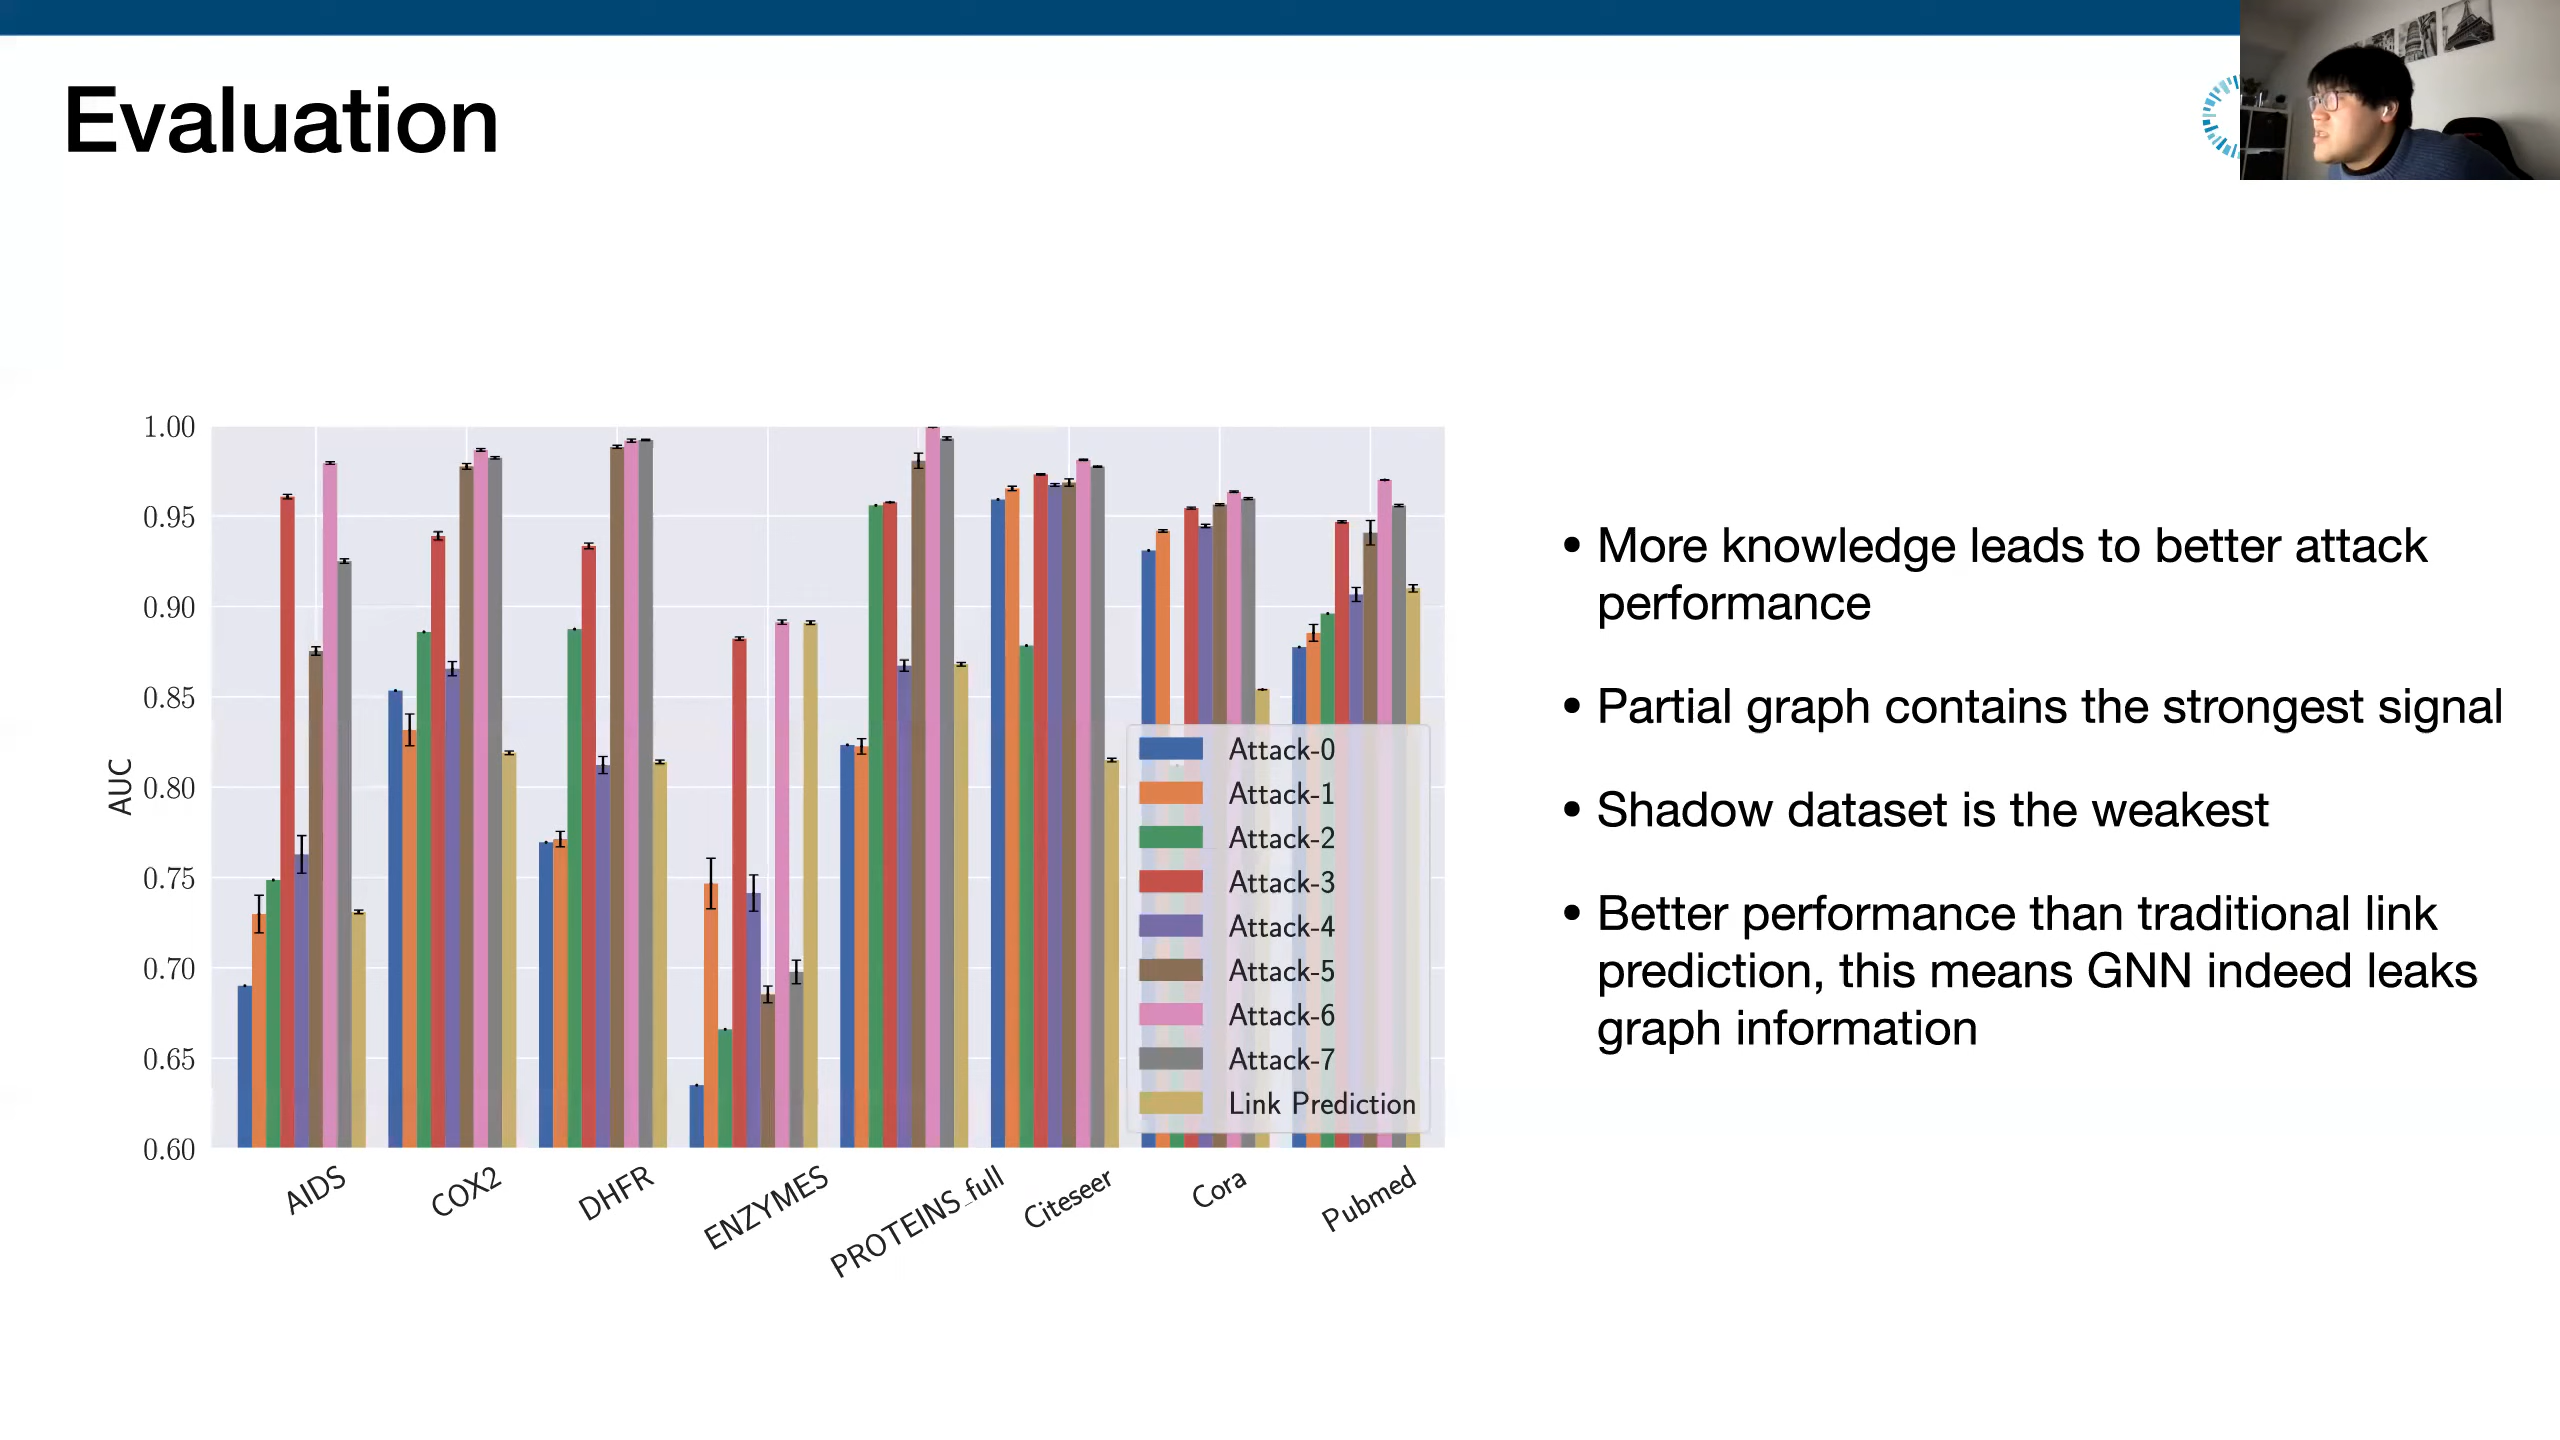 Evaluation
1.00
0.95
0.90
0.85
0.80
0.75
0.70
0.65
0.60
AUC
AIDS
COX2
DHFR
ENZYMES
PROTEINS_full
Citeseer
Cora
Pubmed
Attack-0
Attack-1
Attack-2
Attack-3
Attack-4
Attack-5
Attack-6
Attack-7
Link Prediction
• More knowledge leads to better attack
performance
• Partial graph contains the strongest signal
• Shadow dataset is the weakest
• Better performance than traditional link
prediction, this means GNN indeed leaks
graph information